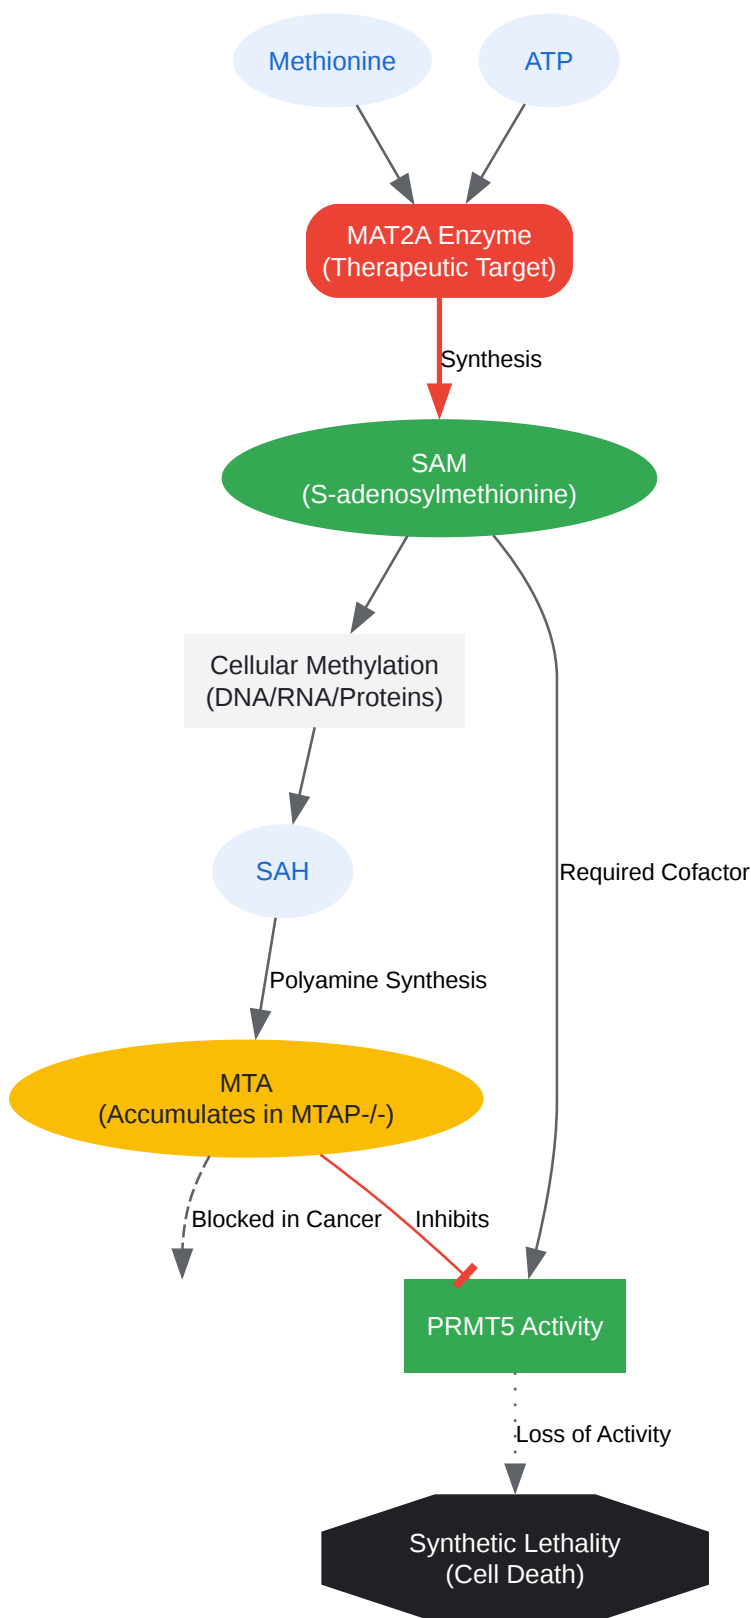 Methionine
ATP
MAT2A Enzyme
(Therapeutic Target)
Synthesis
SAM
(S-adenosylmethionine)
Cellular Methylation
(DNA/RNA/Proteins)
SAH
Required Cofactor
Polyamine Synthesis
MTA
(Accumulates in MTAP-/-)
Blocked in Cancer
Inhibits
PRMT5 Activity
Loss of Activity
Synthetic Lethality
(Cell Death)